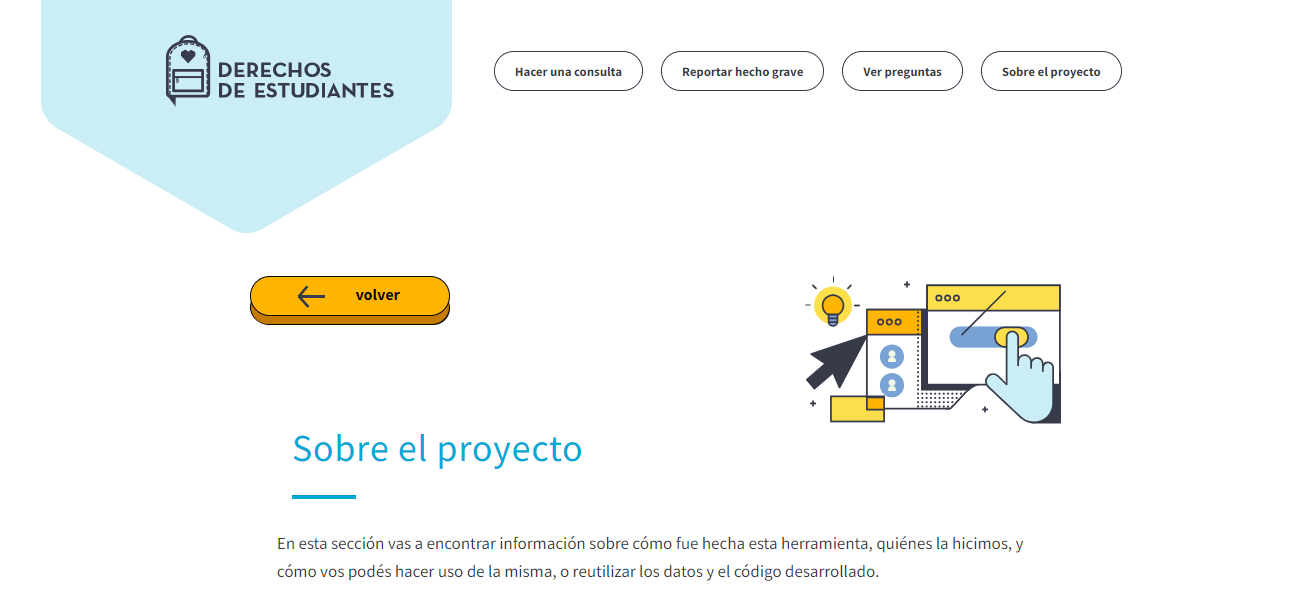 DERECHOS
DE ESTUDIANTES
Hacer una consulta
Reportar hecho grave
Ver preguntas
Sobre el proyecto
volver
Sobre el proyecto
En esta sección vas a encontrar información sobre cómo fue hecha esta herramienta, quiénes la hicimos, y
cómo vos podés hacer uso de la misma, o reutilizar los datos y el código desarrollado.